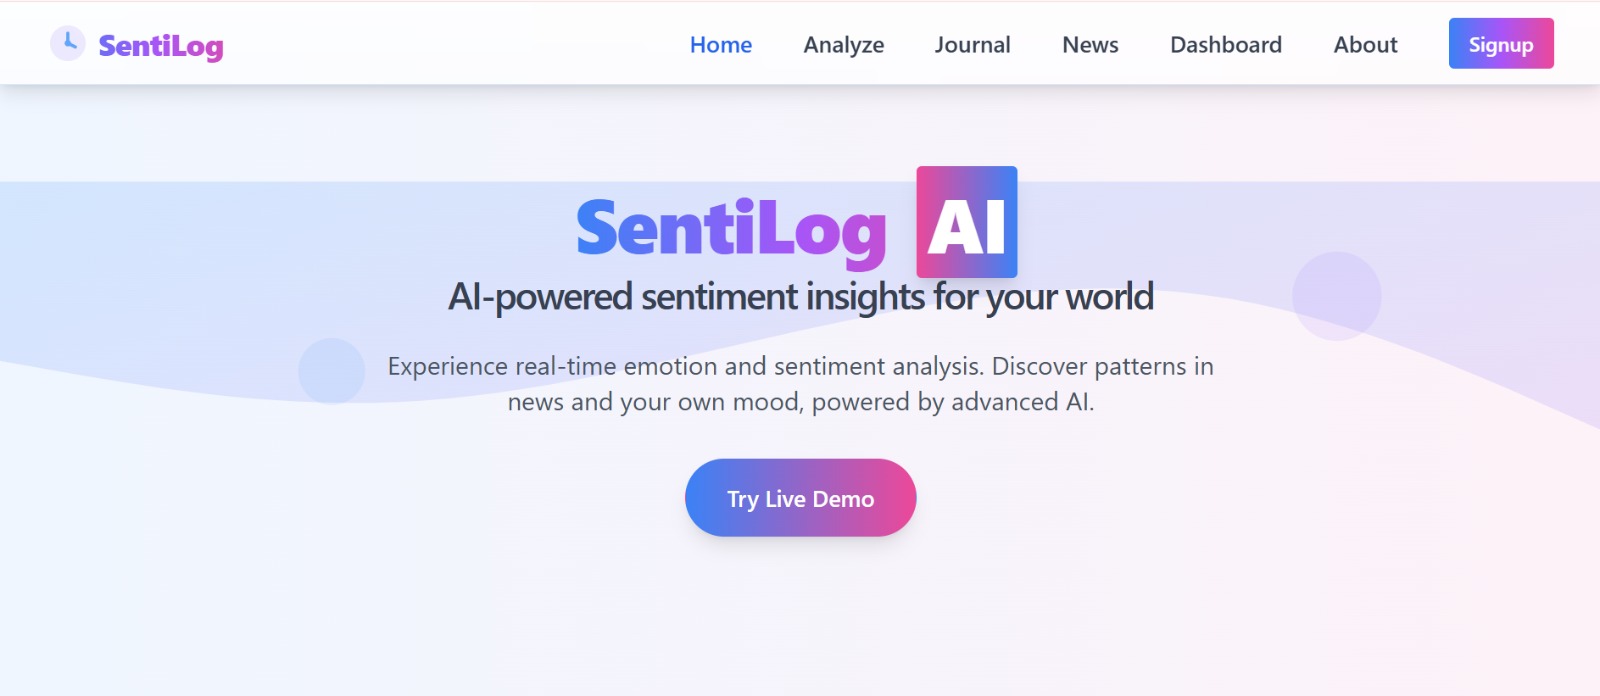 SentiLog
Home
Analyze
Journal
News
Dashboard
About
Signup
SentiLog AI
AI-powered sentiment insights for your world
Experience real-time emotion and sentiment analysis. Discover patterns in
news and your own mood, powered by advanced AI.
Try Live Demo